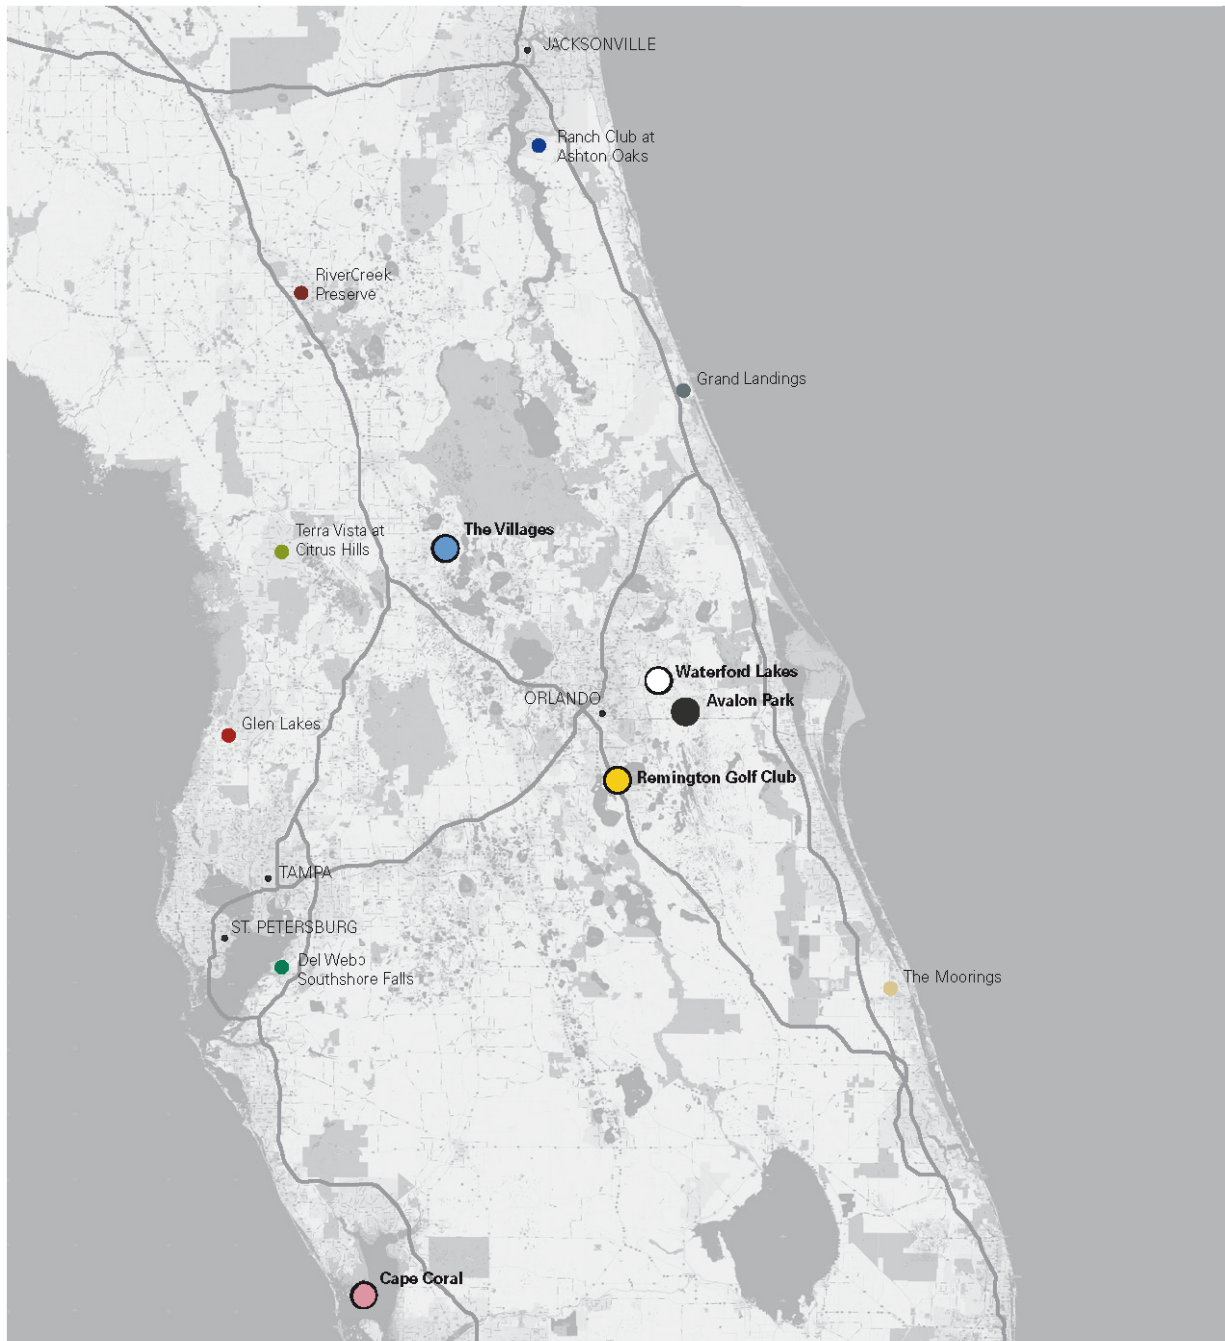 JACKSONVILLE
Ranch Club at
Ashton Oaks
RiverCreek
Preserve
Grand Landings
Terra Vista at
Citrus Hills
The Villages
Waterford Lakes
ORLANDO
Avalon Park
Glen Lakes
Remington Golf Club
TAMPA
ST. PETERSBURG
Del Webb
Southshore Falls
The Moorings
Cape Coral